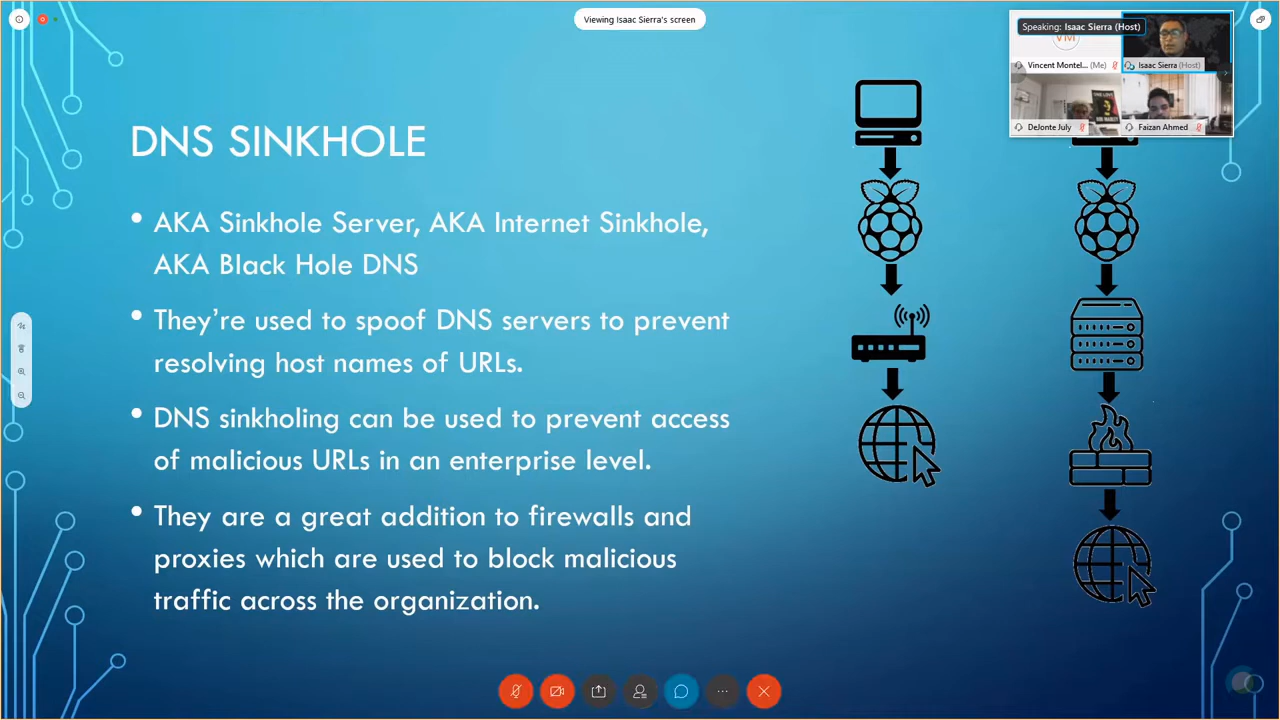 Viewing Isaac Sierra's screen
Speaking: Isaac Sierra (Host)
VM
Vincent Montel... (Me)
Isaac Sierra (Host)
DeJonte July
Faizan Ahmed
DNS SINKHOLE
• AKA Sinkhole Server, AKA Internet Sinkhole,
AKA Black Hole DNS
• They're used to spoof DNS servers to prevent
resolving host names of URLs.
• DNS sinkholing can be used to prevent access
of malicious URLs in an enterprise level.
• They are a great addition to firewalls and
proxies which are used to block malicious
traffic across the organization.